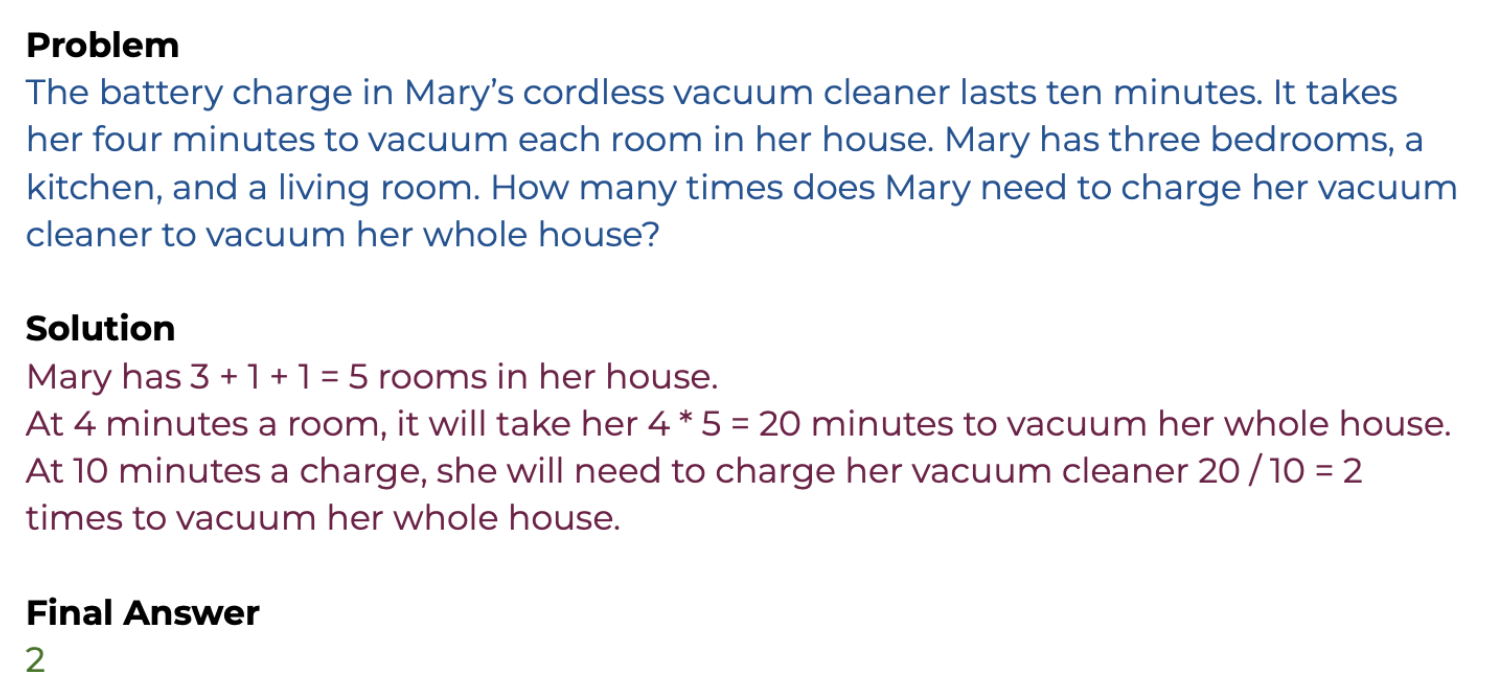 Problem
The battery charge in Mary’s cordless vacuum cleaner lasts ten minutes. It takes
her four minutes to vacuum each room in her house. Mary has three bedrooms, a
kitchen, and a living room. How many times does Mary need to charge her vacuum
cleaner to vacuum her whole house?
Solution
Mary has 3 + 1 + 1 = 5 rooms in her house.
At 4 minutes a room, it will take her 4 * 5 = 20 minutes to vacuum her whole house.
At 10 minutes a charge, she will need to charge her vacuum cleaner 20 / 10 = 2
times to vacuum her whole house.
Final Answer
2